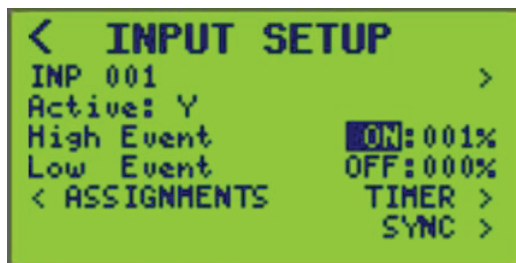 < INPUT SETUP
INP 001 >
Active: Y
High Event ON:001%
Low Event OFF:000%
< ASSIGNMENTS TIMER >
SYNC >